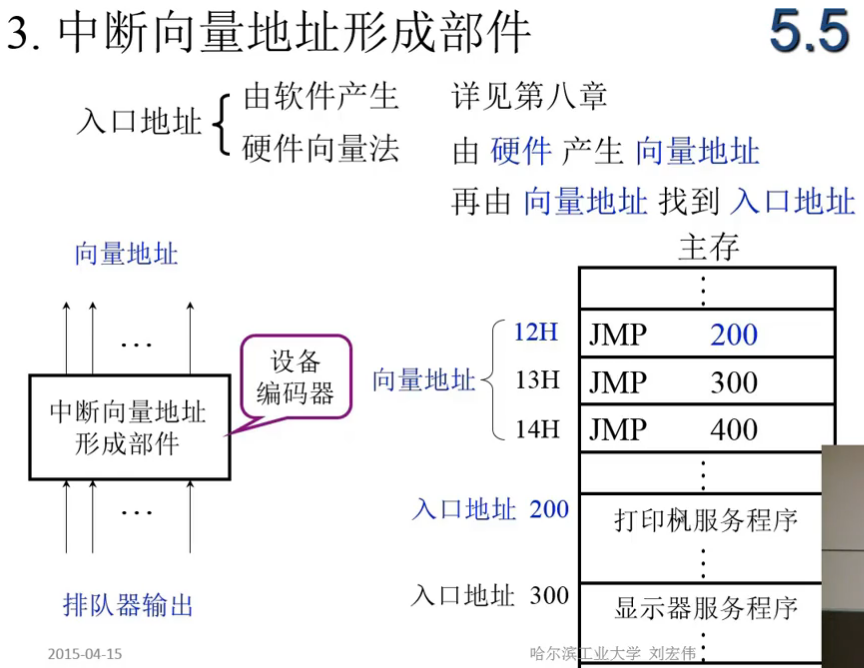 3. 中断向量地址形成部件
5.5
入口地址
由软件产生 详见第八章
硬件向量法 由 硬件 产生 向量地址
再由 向量地址 找到 入口地址
主存
向量地址
⋮
…
设备
编码器
中断向量地址
形成部件
…
排队器输出
向量地址
12H JMP 200
13H JMP 300
14H JMP 400
⋮
入口地址 200 打印机服务程序
⋮
入口地址 300 显示器服务程序
⋮
2015-04-15
哈尔滨工业大学 刘宏伟